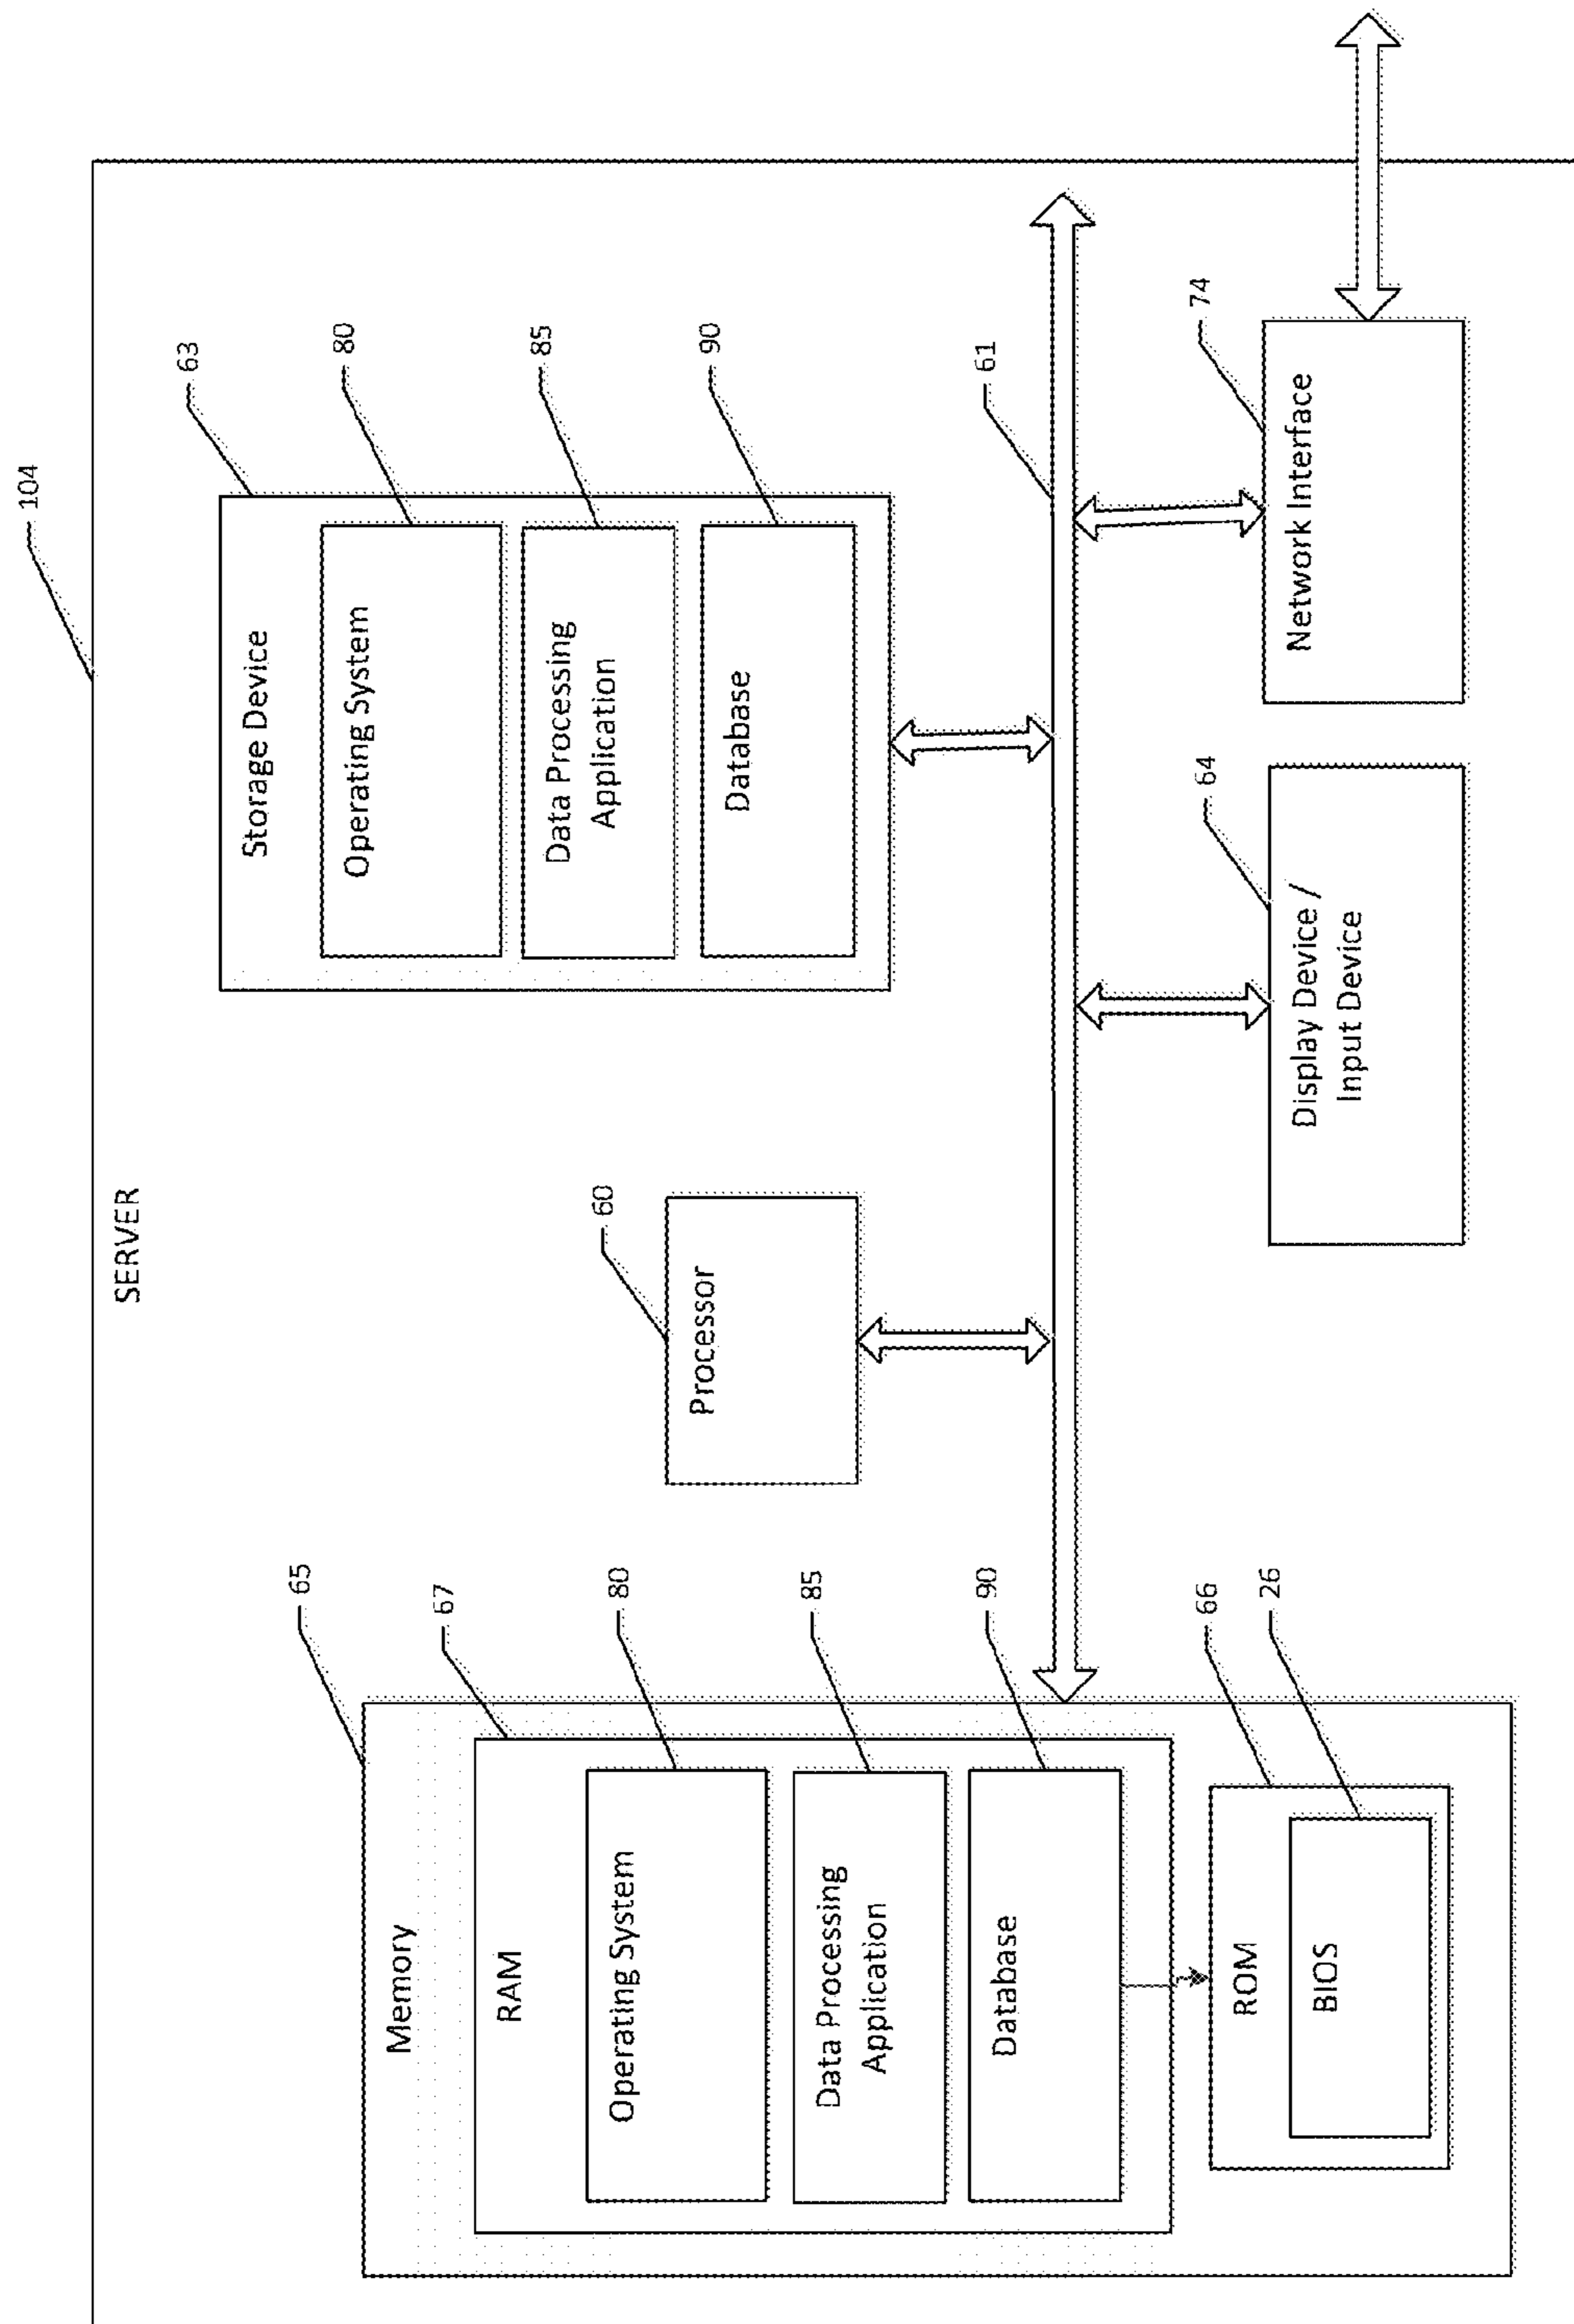 104
SERVER
65
Memory
67
RAM
80
Operating System
85
Data Processing
Application
90
Database
66
ROM
26
BIOS
60
Processor
63
Storage Device
80
Operating System
85
Data Processing
Application
90
Database
61
64
Display Device /
Input Device
74
Network Interface